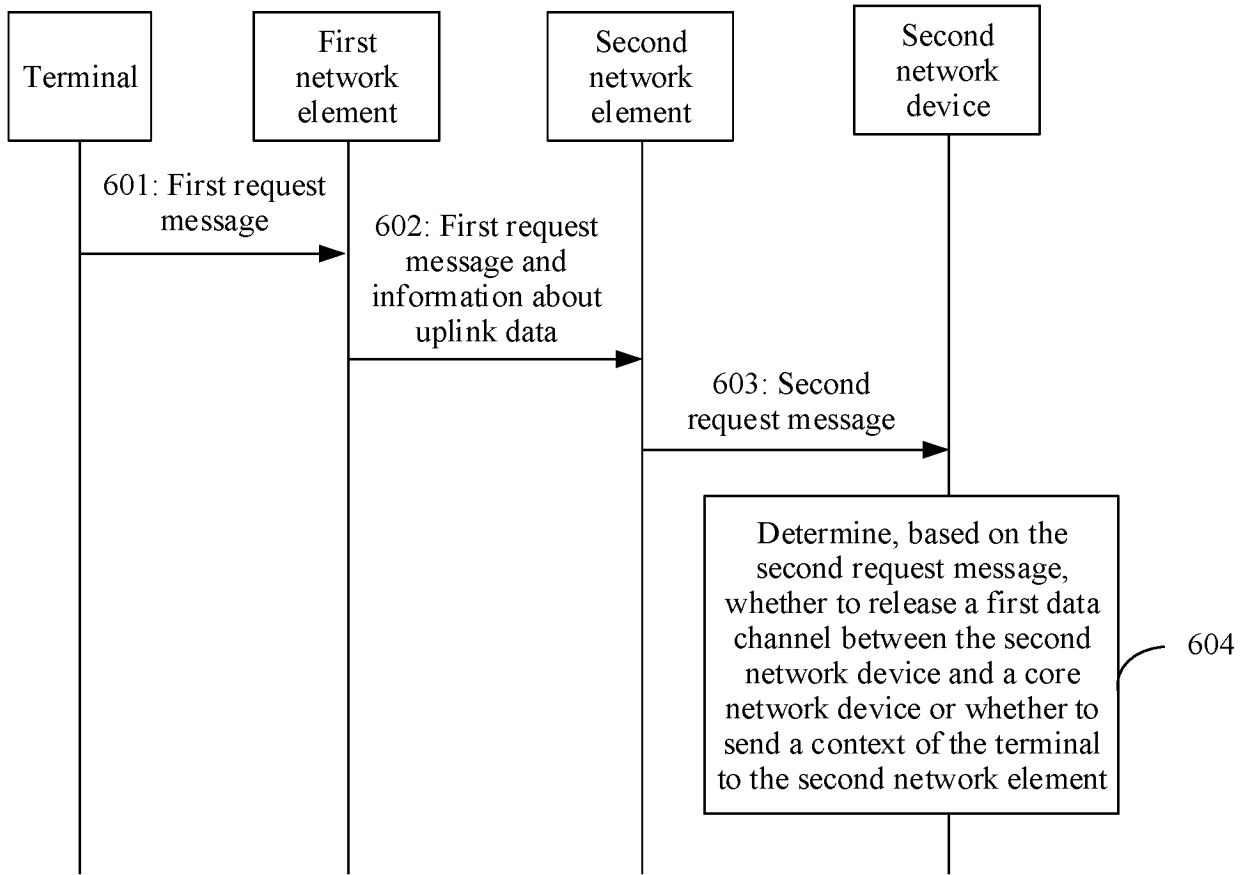 Terminal
First
network
element
Second
network
element
Second
network
device
601: First request
message
602: First request
message and
information about
uplink data
603: Second
request message
Determine, based on the
second request message,
whether to release a first data
channel between the second
network device and a core
network device or whether to
send a context of the terminal
to the second network element
604